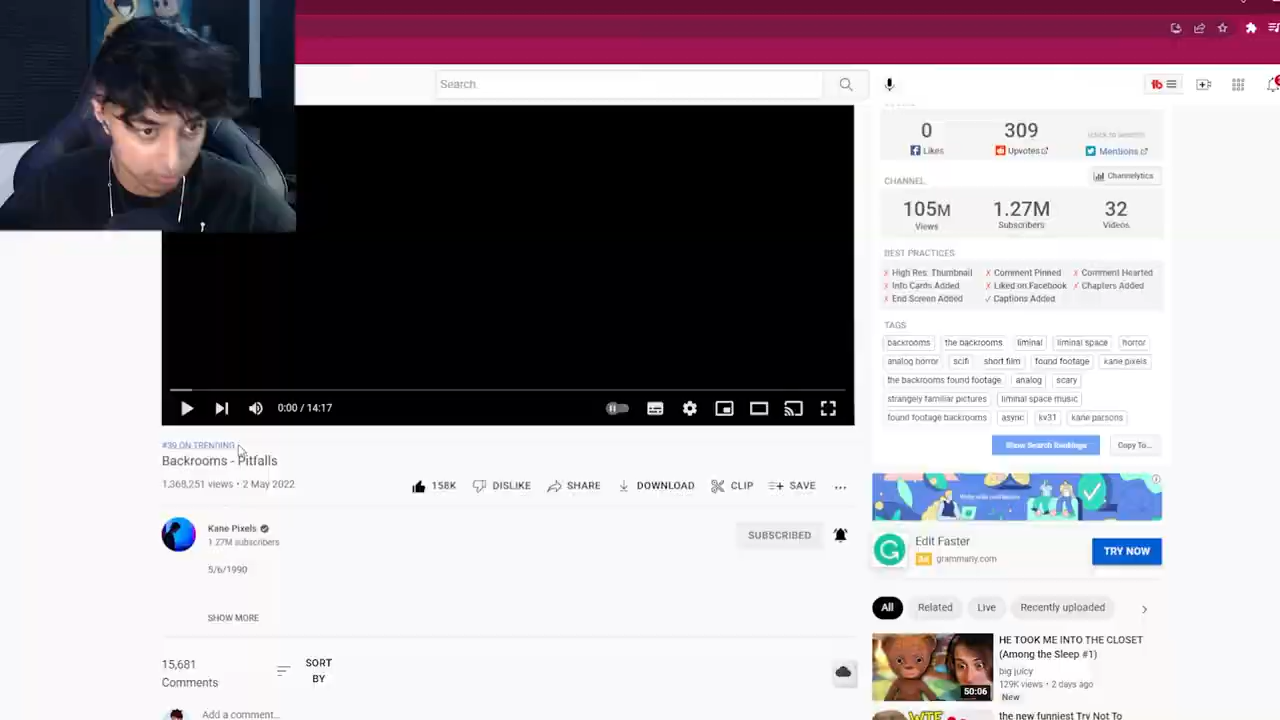 Search
0 309
Likes Upvotes Mentions
CHANNEL Channelytics
105M 1.27M 32
Views Subscribers Videos
BEST PRACTICES
✗ High Res. Thumbnail ✗ Comment Pinned ✗ Comment Hearted
✗ Info Cards Added ✗ Liked on Facebook ✗ Chapters Added
✗ End Screen Added ✓ Captions Added
TAGS
backrooms the backrooms liminal liminal space horror
analog horror scifi short film found footage kane pixels
the backrooms found footage analog scary
strangely familiar pictures liminal space music
found footage backrooms async kv31 kane parsons
Show Search Rankings Copy To...
0:00 / 14:17
#39 ON TRENDING
Backrooms - Pitfalls
1,368,251 views • 2 May 2022
158K DISLIKE SHARE DOWNLOAD CLIP SAVE ...
Kane Pixels
1.27M subscribers
SUBSCRIBED
5/6/1990
SHOW MORE
15,681
Comments
SORT
BY
Add a comment...
Edit Faster
Ad grammarly.com
TRY NOW
All Related Live Recently uploaded
HE TOOK ME INTO THE CLOSET
(Among the Sleep #1)
big juicy
129K views • 2 days ago
New
50:06
the new funniest Try Not To
WTF